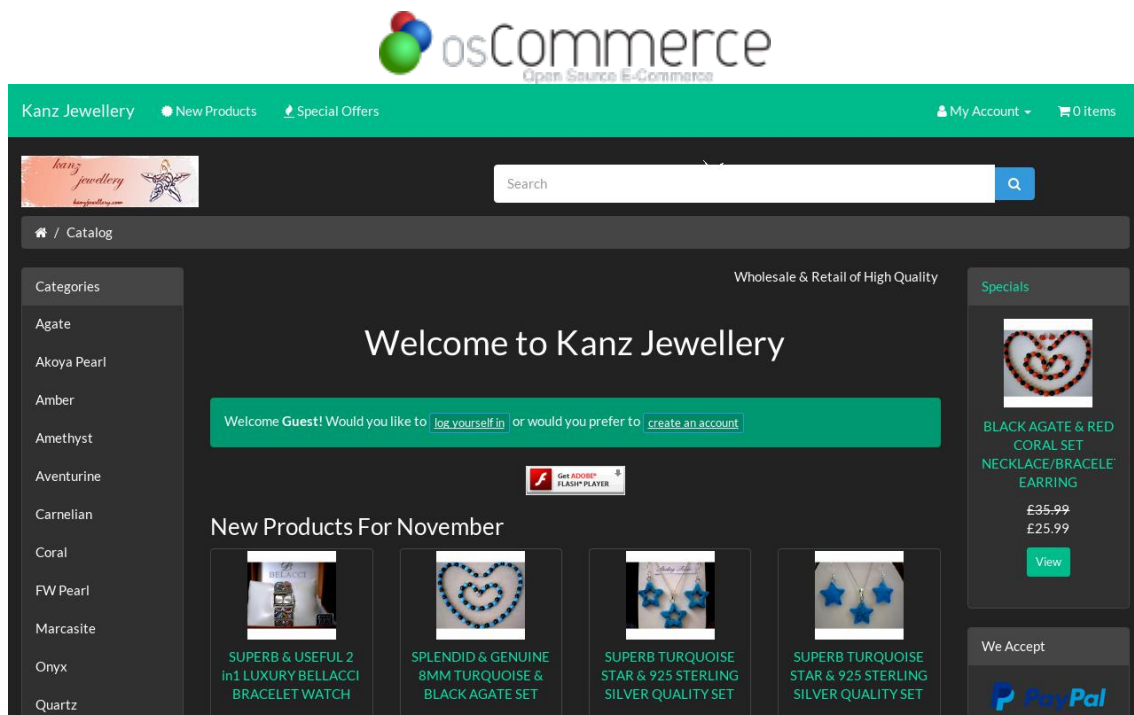 osCommerce
Open Source E-Commerce
Kanz Jewellery
New Products
Special Offers
My Account
0 items
kanz
jewellery
kanzjewellery.com
Search
/ Catalog
Categories
Agate
Akoya Pearl
Amber
Amethyst
Aventurine
Carnelian
Coral
FW Pearl
Marcasite
Onyx
Quartz
Wholesale & Retail of High Quality
Welcome to Kanz Jewellery
Welcome Guest! Would you like to log yourself in or would you prefer to create an account
Get ADOBE®
FLASH® PLAYER
New Products For November
BELACCI
SUPERB & USEFUL 2
in1 LUXURY BELLACCI
BRACELET WATCH
SPLENDID & GENUINE
8MM TURQUOISE &
BLACK AGATE SET
SUPERB TURQUOISE
STAR & 925 STERLING
SILVER QUALITY SET
SUPERB TURQUOISE
STAR & 925 STERLING
SILVER QUALITY SET
Specials
BLACK AGATE & RED
CORAL SET
NECKLACE/BRACELE
EARRING
£35.99
£25.99
View
We Accept
PayPal